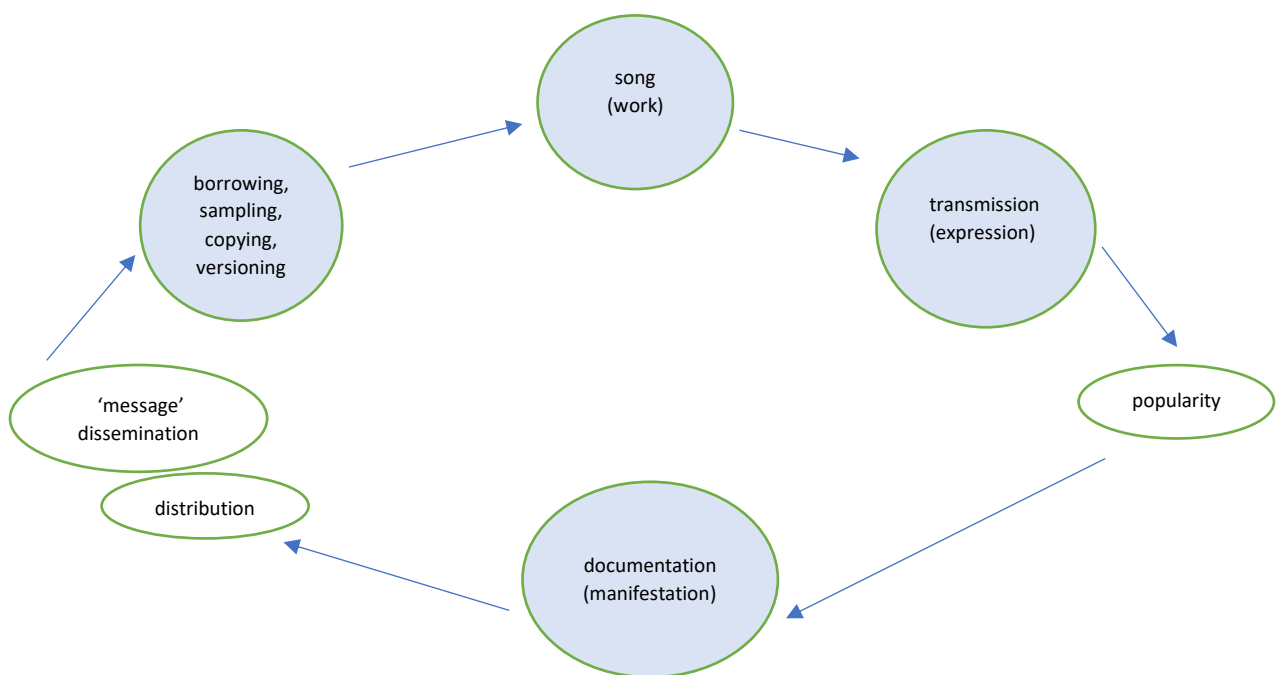 song
(work)
transmission
(expression)
popularity
documentation
(manifestation)
distribution
‘message’
dissemination
borrowing,
sampling,
copying,
versioning